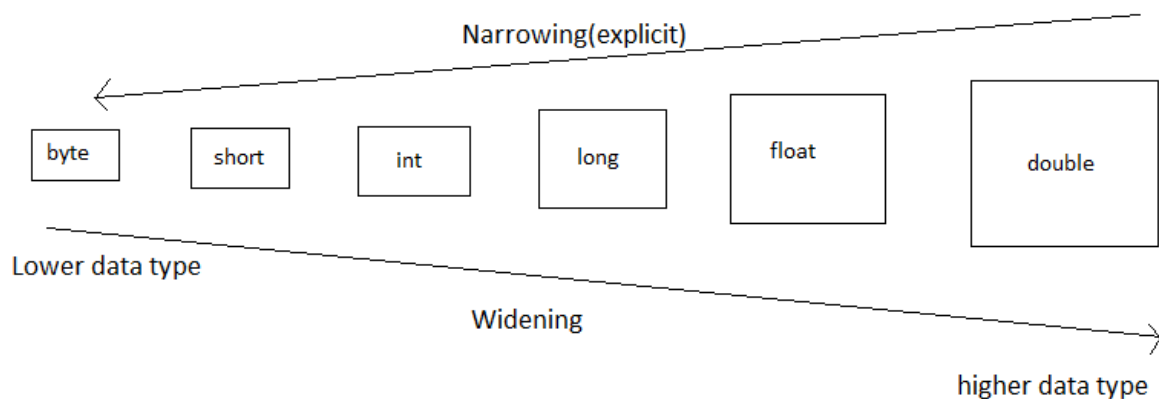 Narrowing(explicit)
byte
short
int
long
float
double
Lower data type
Widening
higher data type